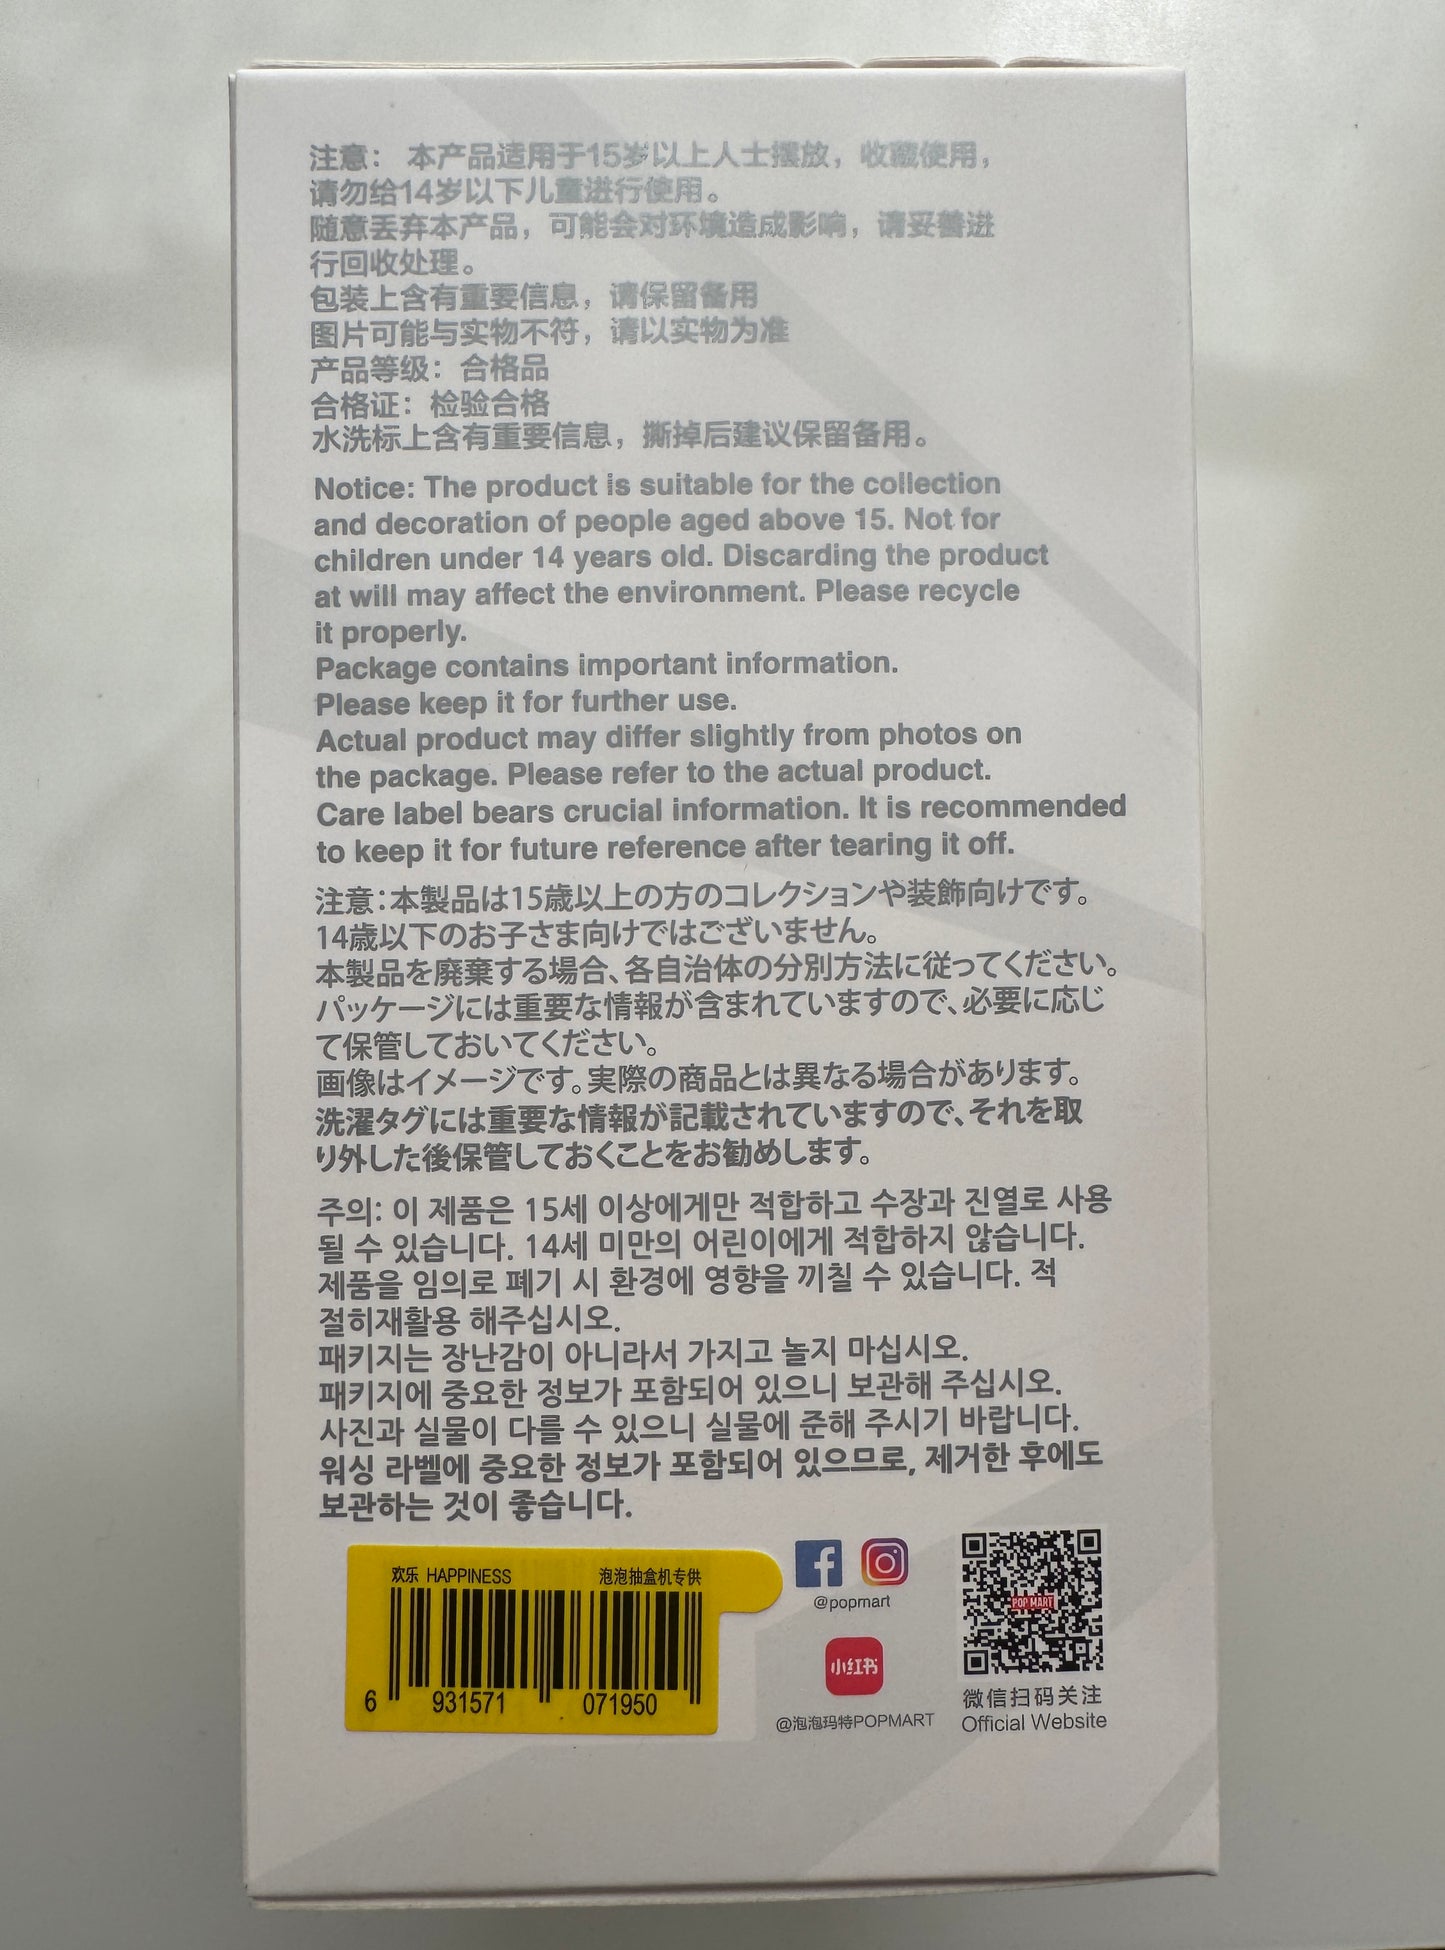 注意： 本产品适用于15岁以上人士摆放，收藏使用，
请勿给14岁以下儿童进行使用。
随意丢弃本产品，可能会对环境造成影响，请妥善进
行回收处理。
包装上含有重要信息，请保留备用
图片可能与实物不符，请以实物为准
产品等级：合格品
合格证：检验合格
水洗标上含有重要信息，撕掉后建议保留备用。
Notice: The product is suitable for the collection
and decoration of people aged above 15. Not for
children under 14 years old. Discarding the product
at will may affect the environment. Please recycle
it properly.
Package contains important information.
Please keep it for further use.
Actual product may differ slightly from photos on
the package. Please refer to the actual product.
Care label bears crucial information. It is recommended
to keep it for future reference after tearing it off.
注意：本製品は15歳以上の方のコレクションや装飾向けです。
14歳以下のお子さま向けではございません。
本製品を廃棄する場合、各自治体の分別方法に従ってください。
パッケージには重要な情報が含まれていますので、必要に応じ
て保管しておいてください。
画像はイメージです。実際の商品とは異なる場合があります。
洗濯タグには重要な情報が記載されていますので、それを取
り外した後保管しておくことをお勧めします。
주의: 이 제품은 15세 이상에게만 적합하고 수장과 진열로 사용
될 수 있습니다. 14세 미만의 어린이에게 적합하지 않습니다.
제품을 임의로 폐기 시 환경에 영향을 끼칠 수 있습니다. 적
절히재활용 해주십시오.
패키지는 장난감이 아니라서 가지고 놀지 마십시오.
패키지에 중요한 정보가 포함되어 있으니 보관해 주십시오.
사진과 실물이 다를 수 있으니 실물에 준해 주시기 바랍니다.
워싱 라벨에 중요한 정보가 포함되어 있으므로, 제거한 후에도
보관하는 것이 좋습니다.
欢乐 HAPPINESS 泡泡抽盒机专供
6 931571 071950
@popmart
小红书
@泡泡玛特POPMART
POP MART
微信扫码关注
Official Website